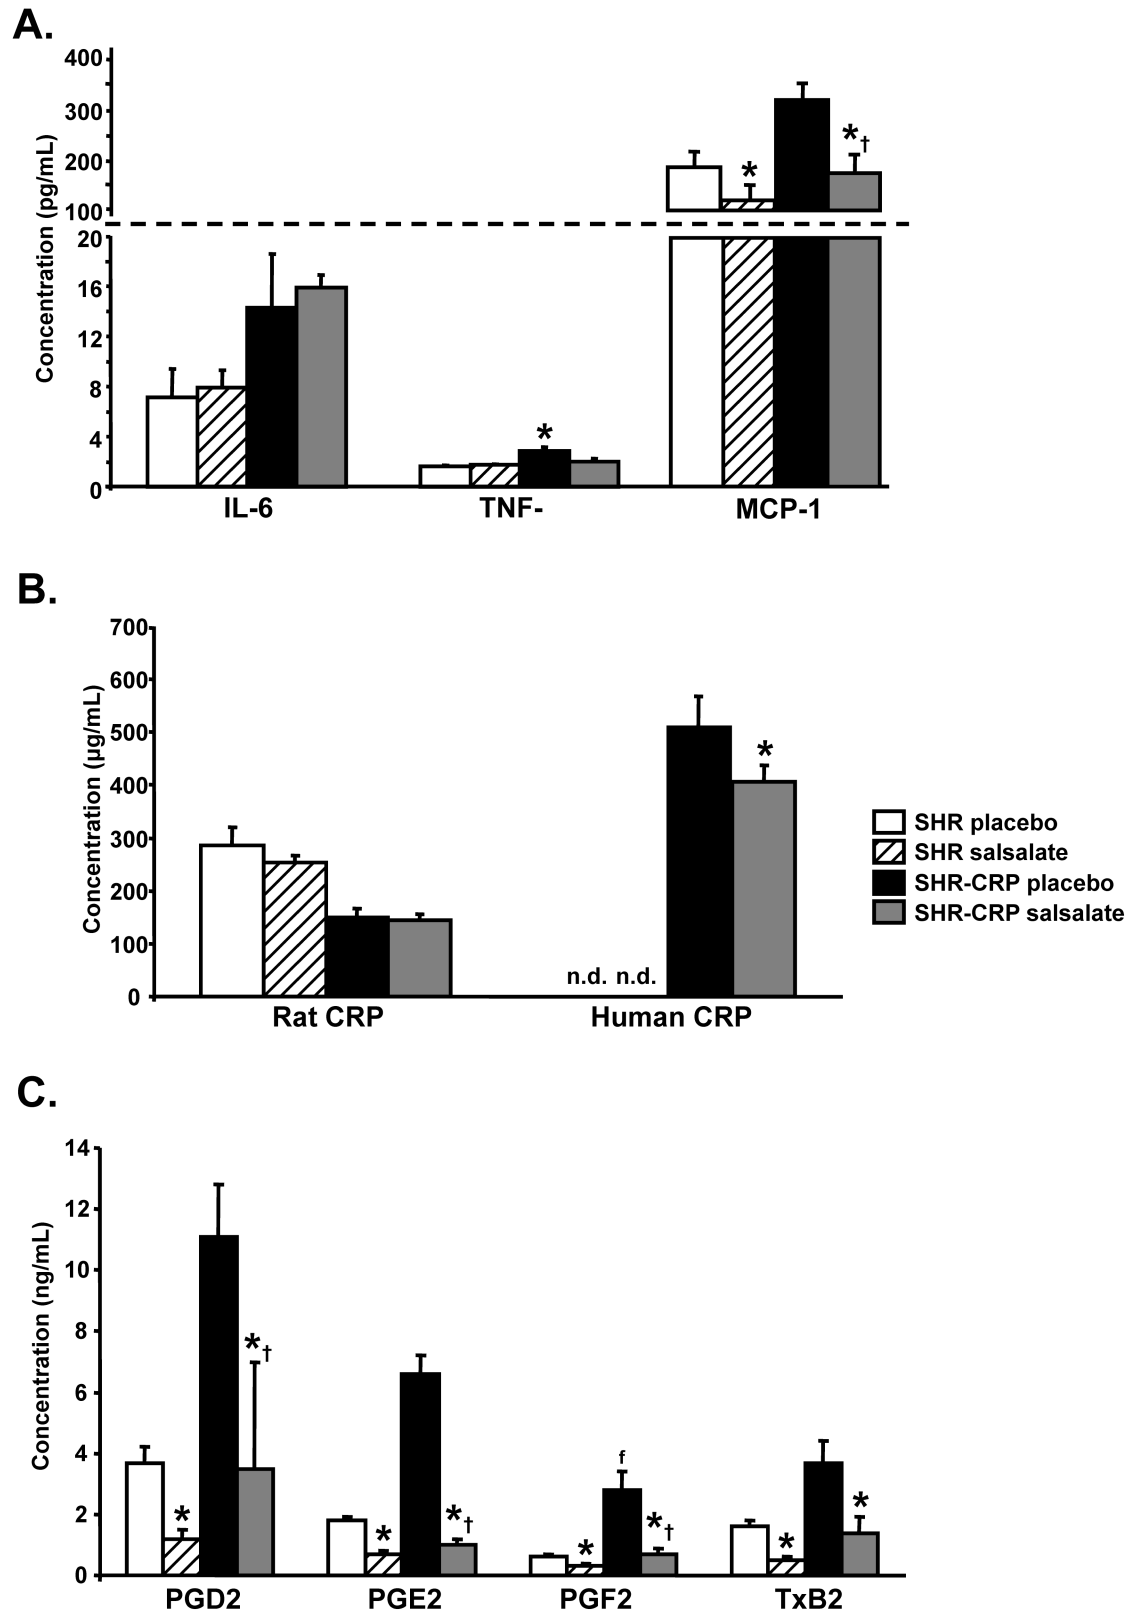 A.
Concentration (pg/mL)
400
300
200
100
20
16
12
8
4
0
*
*†
*
IL-6 TNF- MCP-1
B.
Concentration (µg/mL)
700
600
500
400
300
200
100
0
*
n.d. n.d.
Rat CRP Human CRP
SHR placebo
SHR salsalate
SHR-CRP placebo
SHR-CRP salsalate
C.
Concentration (ng/mL)
14
12
10
8
6
4
2
0
*
*†
*
*†
*
f
*†
*
*
PGD2 PGE2 PGF2 TxB2